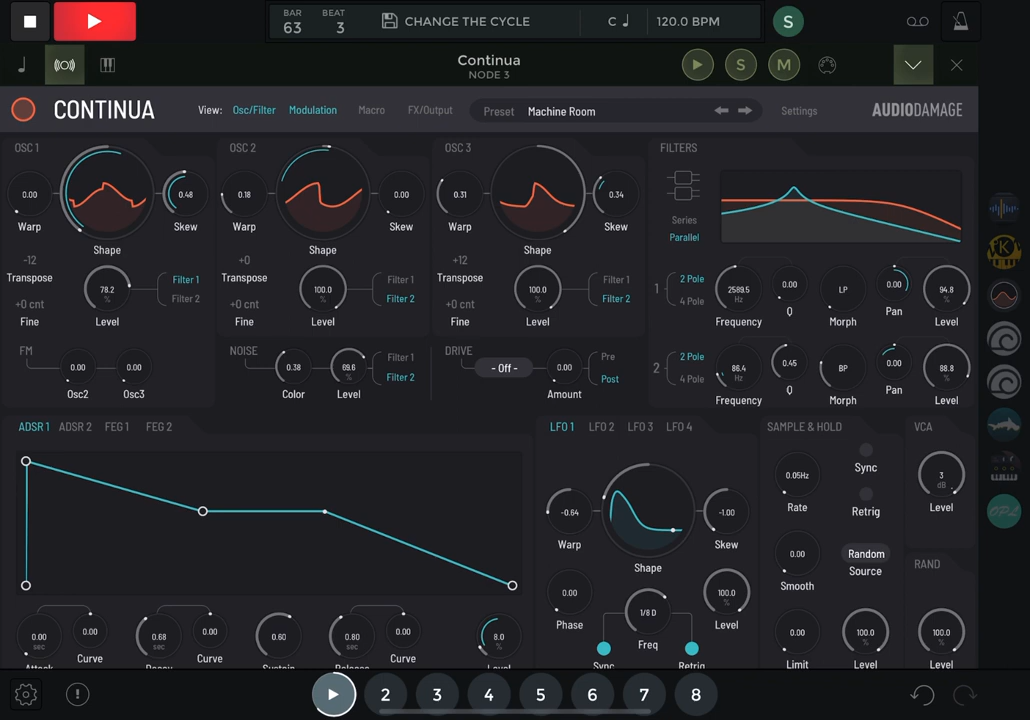 BAR BEAT
63 3 CHANGE THE CYCLE C 120.0 BPM S
Continua
NODE 3
S M
CONTINUA View: Osc/Filter Modulation Macro FX/Output Preset Machine Room Settings AUDIODAMAGE
OSC 1 OSC 2 OSC 3 FILTERS
0.00 0.48 0.18 0.00 0.31 0.34
Warp Skew Warp Skew Warp Skew
Shape Shape Shape
Series
Parallel
-12 +0 +12
Transpose Transpose Transpose
78.2 % 100.0 % 100.0 %
Filter 1 Filter 1 Filter 1
Filter 2 Filter 2 Filter 2
+0 cnt +0 cnt +0 cnt
Fine Level Fine Level Fine Level
1 2 Pole 2589.5 Hz 0.00 LP 0.00 94.8 %
4 Pole
Frequency Q Morph Pan Level
FM NOISE DRIVE
0.00 0.00 0.38 69.6 % Filter 1 - Off - 0.00 Pre
Filter 2 Post
Osc2 Osc3 Color Level Amount
2 2 Pole 86.4 Hz 0.45 BP 0.00 88.8 %
4 Pole
Frequency Q Morph Pan Level
ADSR 1 ADSR 2 FEG 1 FEG 2 LFO 1 LFO 2 LFO 3 LFO 4 SAMPLE & HOLD VCA
-0.64 -1.00 0.05Hz Sync 3 dB
Warp Skew Rate Retrig Level
Shape
0.00 100.0 % 0.00 Random
Phase 1/8 D Level Smooth Source RAND
Freq
0.00 sec 0.00 0.68 sec 0.00 0.60 0.80 sec 0.00 8.0 % 0.00 100.0 % 100.0 %
Attack Curve Decay Curve Sustain Release Curve Level Sync Retrig Limit Level Level
2 3 4 5 6 7 8